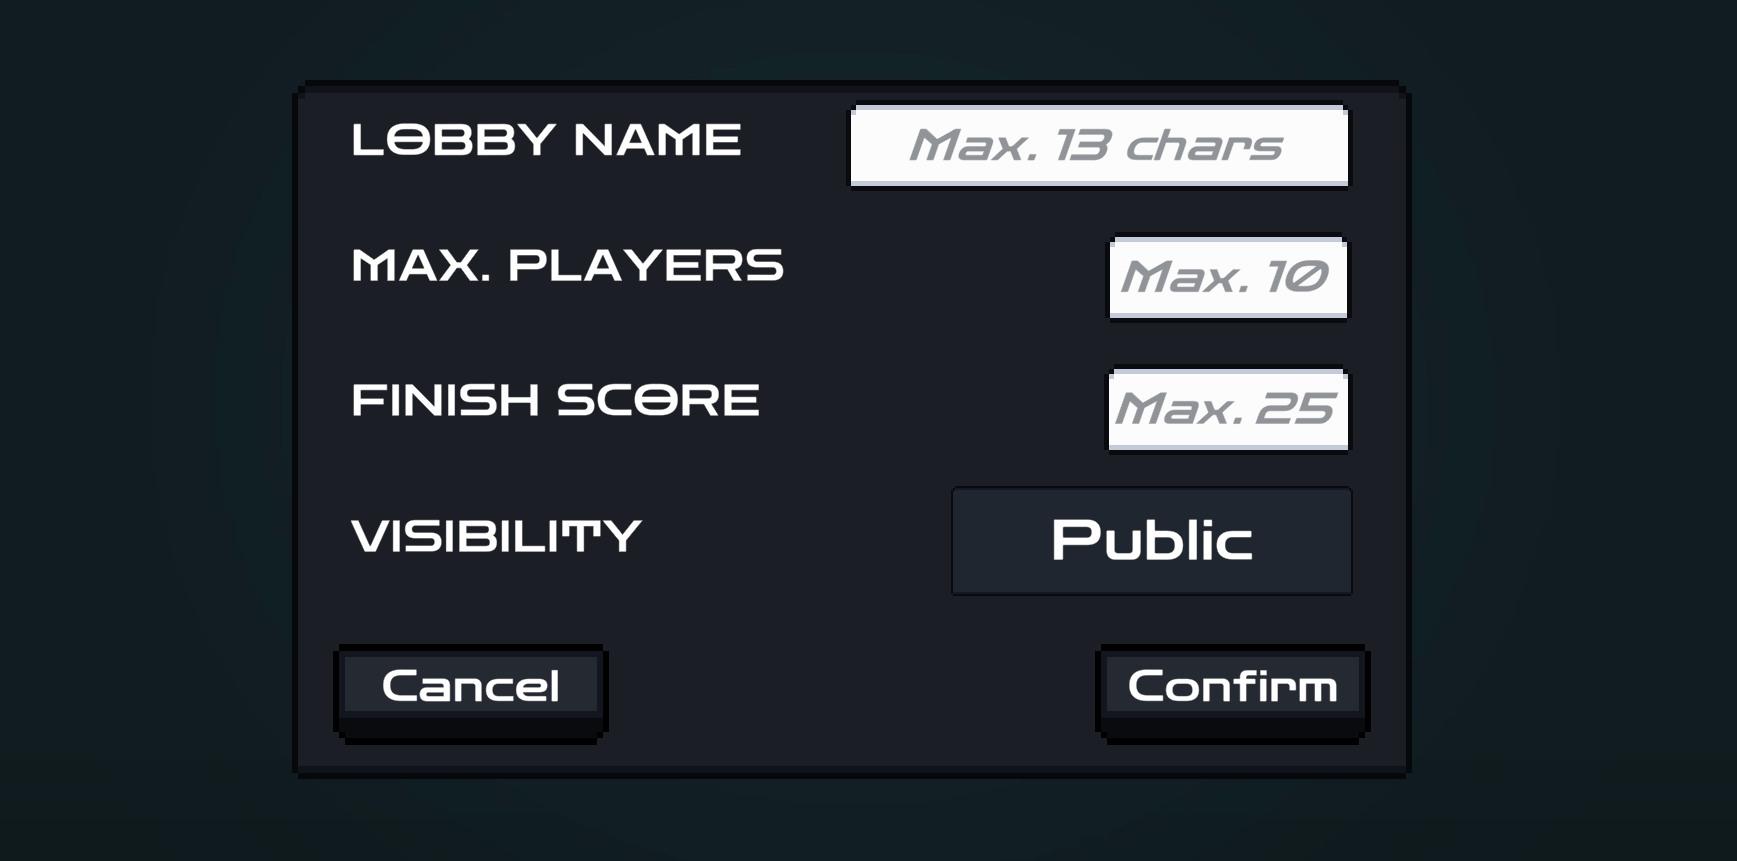 LOBBY NAME Max. 13 chars
MAX. PLAYERS Max. 10
FINISH SCORE Max. 25
VISIBILITY Public
Cancel Confirm